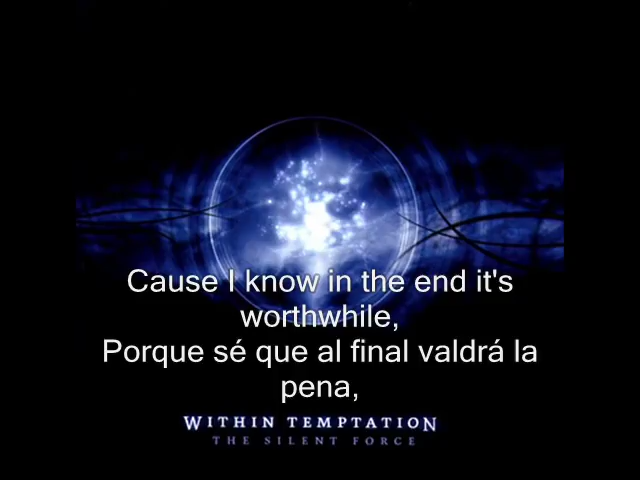 Cause I know in the end it's
worthwhile,
Porque sé que al final valdrá la
pena,
WITHIN TEMPTATION
THE SILENT FORCE